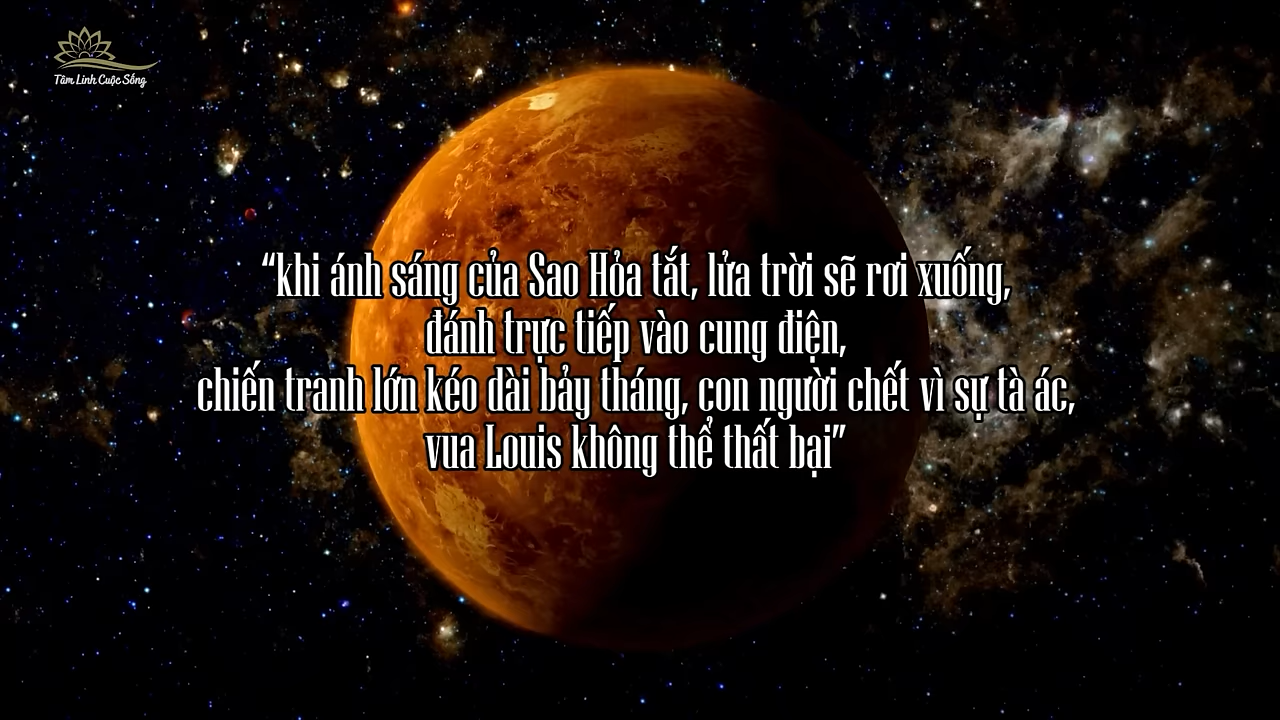 Tâm Linh Cuộc Sống
“khi ánh sáng của Sao Hỏa tắt, lửa trời sẽ rơi xuống,
đánh trực tiếp vào cung điện,
chiến tranh lớn kéo dài bảy tháng, con người chết vì sự tà ác,
vua Louis không thể thất bại”